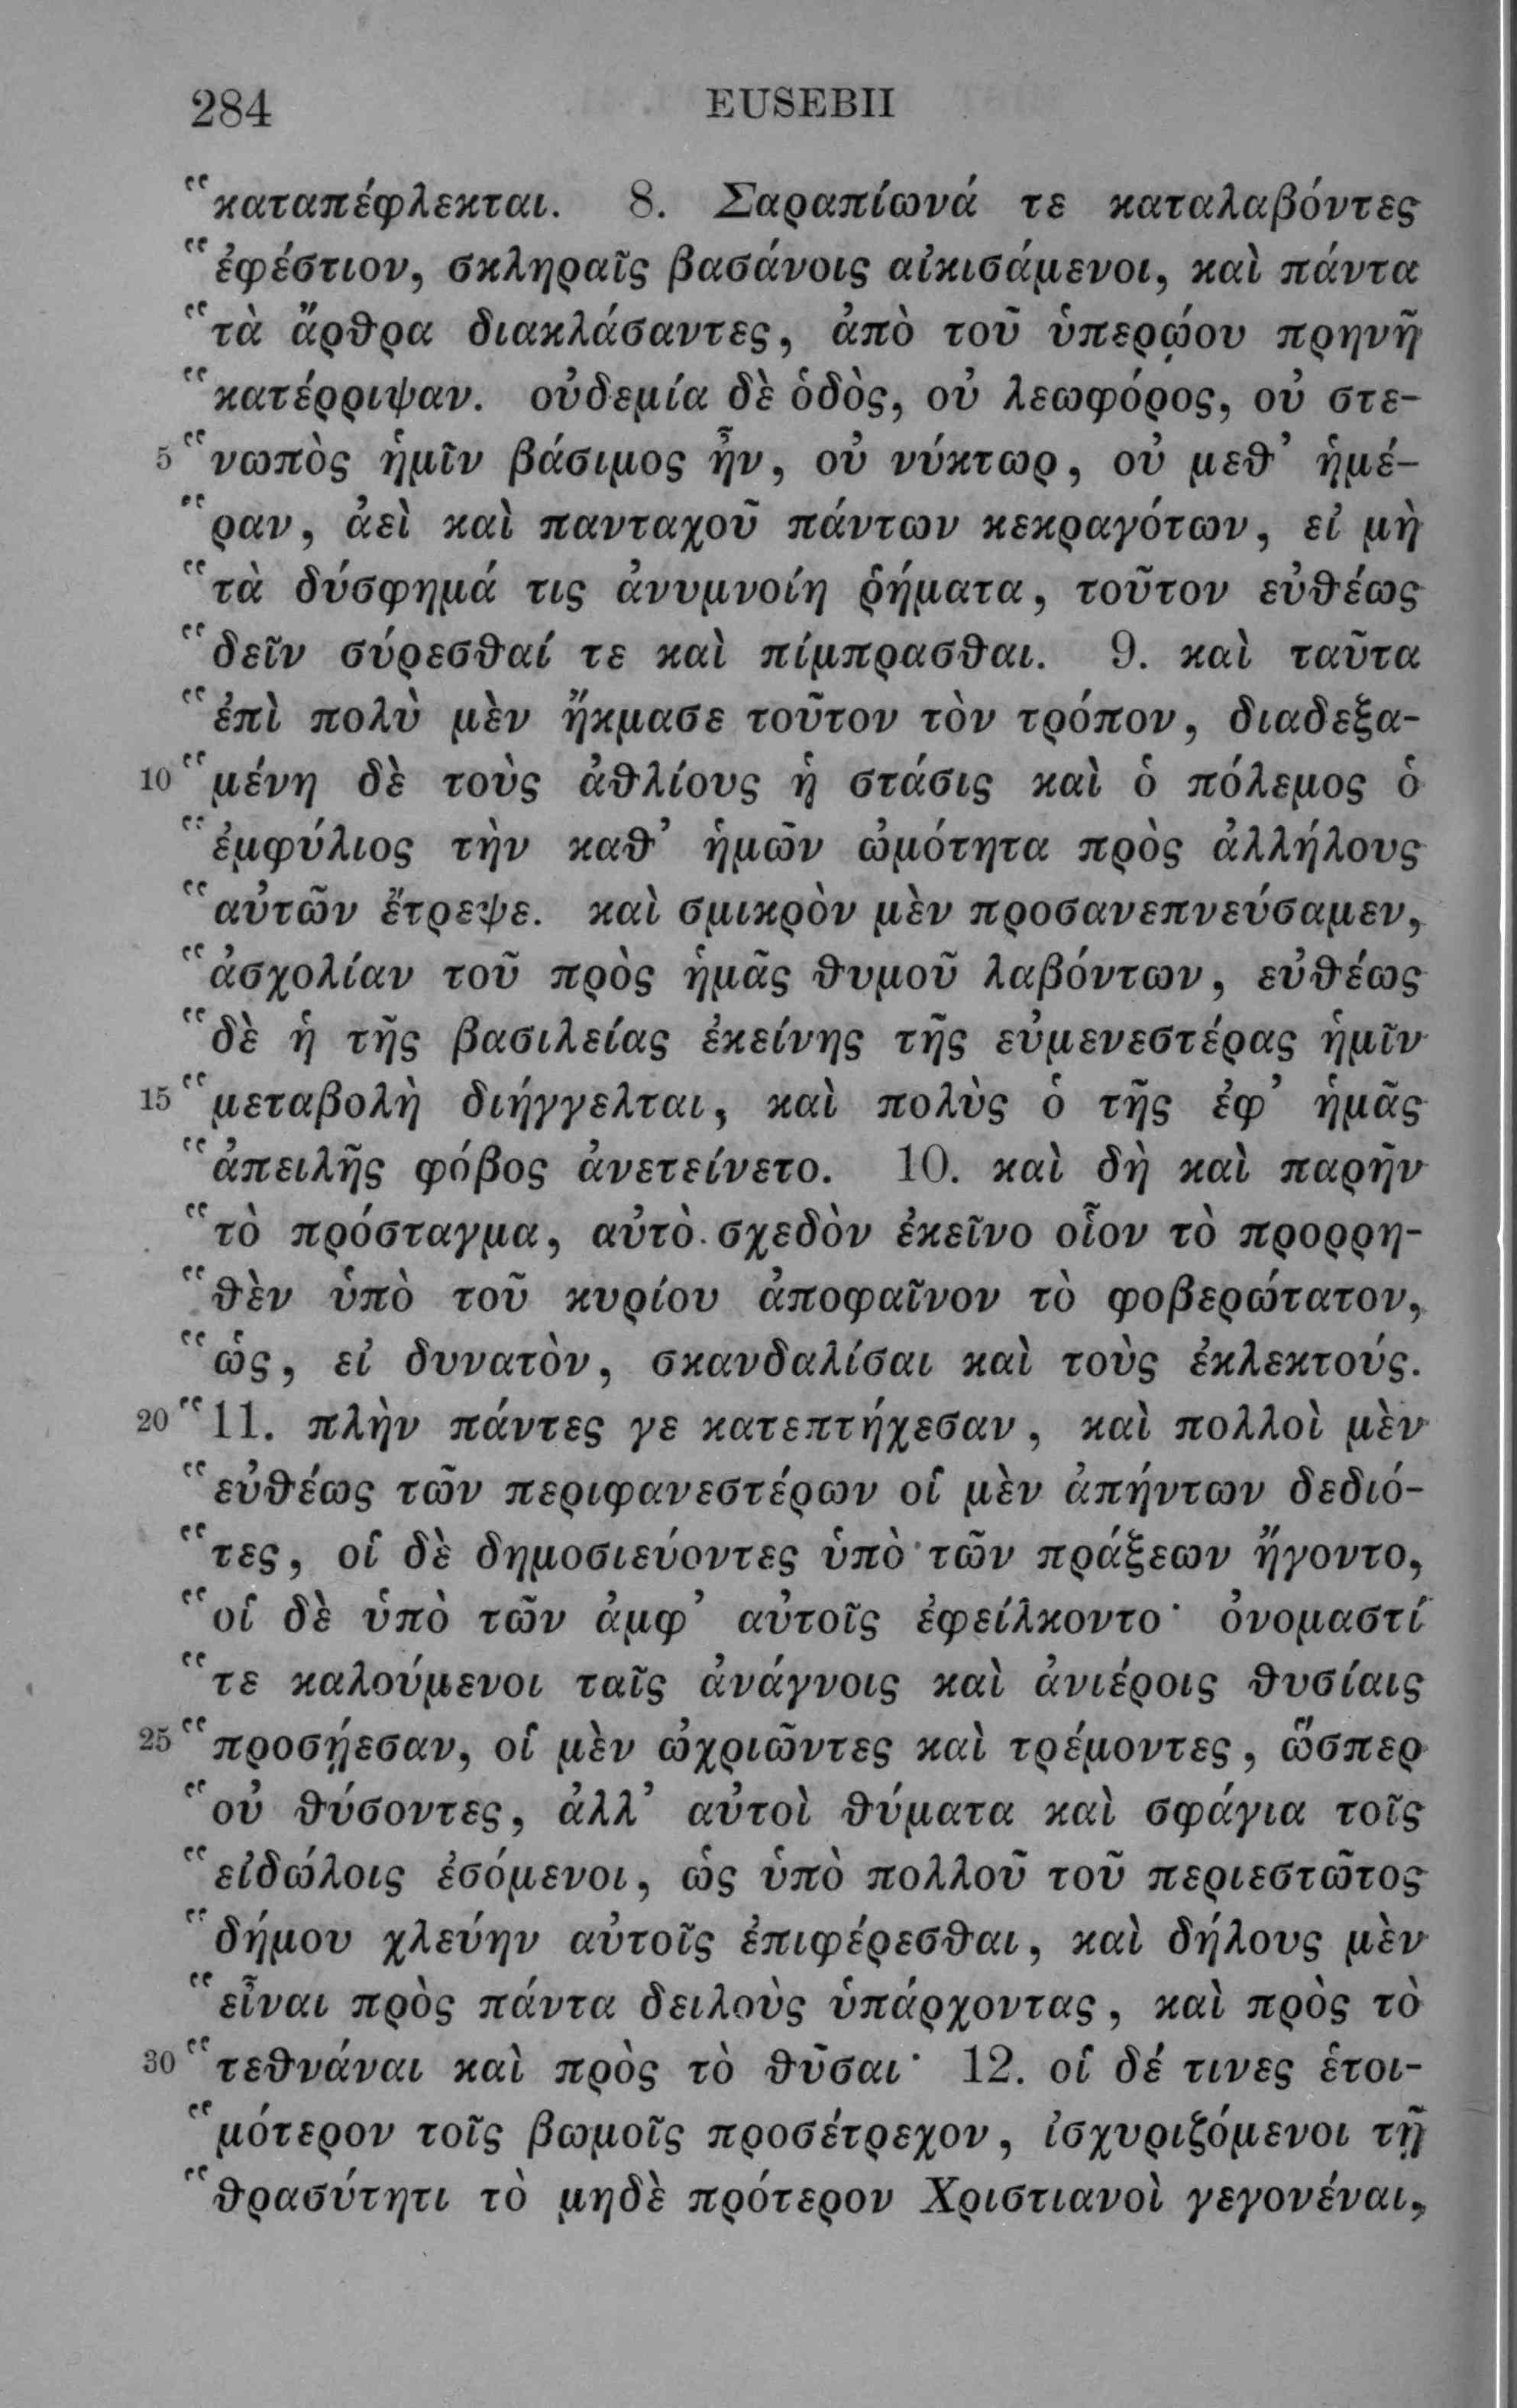 284 EUSEBII
“καταπέφλεκται. 8. Σαραπίωνά τε καταλαβόντες
“ἐφέστιον, σκληραῖς βασάνοις αἰκισάμενοι, καὶ πάντα
“τὰ ἄρθρα διακλάσαντες, ἀπὸ τοῦ ὑπερῴου πρηνῆ
“κατέρριψαν. οὐδεμία δὲ ὁδὸς, οὐ λεωφόρος, οὐ στε-
5 “νωπὸς ἡμῖν βάσιμος ἦν, οὐ νύκτωρ, οὐ μεθ’ ἡμέ-
“ραν, ἀεὶ καὶ πανταχοῦ πάντων κεκραγότων, εἰ μὴ
“τὰ δύσφημά τις ἀνυμνοίη ῥήματα, τοῦτον εὐθέως
“δεῖν σύρεσθαί τε καὶ πίμπρασθαι. 9. καὶ ταῦτα
“ἐπὶ πολὺ μὲν ἤκμασε τοῦτον τὸν τρόπον, διαδεξα-
10 “μένη δὲ τοὺς ἀθλίους ἡ στάσις καὶ ὁ πόλεμος ὁ
“ἐμφύλιος τὴν καθ’ ἡμῶν ὠμότητα πρὸς ἀλλήλους
“αὐτῶν ἔτρεψε. καὶ σμικρὸν μὲν προσανεπνεύσαμεν,
“ἀσχολίαν τοῦ πρὸς ἡμᾶς θυμοῦ λαβόντων, εὐθέως
“δὲ ἡ τῆς βασιλείας ἐκείνης τῆς εὐμενεστέρας ἡμῖν
15 “μεταβολὴ διήγγελται, καὶ πολὺς ὁ τῆς ἐφ’ ἡμᾶς
“ἀπειλῆς φόβος ἀνετείνετο. 10. καὶ δὴ καὶ παρῆν
“τὸ πρόσταγμα, αὐτὸ σχεδὸν ἐκεῖνο οἷον τὸ προρρη-
“θὲν ὑπὸ τοῦ κυρίου ἀποφαῖνον τὸ φοβερώτατον,
“ὡς, εἰ δυνατὸν, σκανδαλίσαι καὶ τοὺς ἐκλεκτούς.
20 “11. πλὴν πάντες γε κατεπτήχεσαν, καὶ πολλοὶ μὲν
“εὐθέως τῶν περιφανεστέρων οἱ μὲν ἀπήντων δεδιό-
“τες, οἱ δὲ δημοσιεύοντες ὑπὸ τῶν πράξεων ἤγοντο,
“οἱ δὲ ὑπὸ τῶν ἀμφ’ αὐτοῖς ἐφείλκοντο· ὀνομαστί
“τε καλούμενοι ταῖς ἀνάγνοις καὶ ἀνιέροις θυσίαις
25 “προσῄεσαν, οἱ μὲν ὠχριῶντες καὶ τρέμοντες, ὥσπερ
“οὐ θύσοντες, ἀλλ’ αὐτοὶ θύματα καὶ σφάγια τοῖς
“εἰδώλοις ἐσόμενοι, ὡς ὑπὸ πολλοῦ τοῦ περιεστῶτος
“δήμου χλεύην αὐτοῖς ἐπιφέρεσθαι, καὶ δήλους μὲν
“εἶναι πρὸς πάντα δειλοὺς ὑπάρχοντας, καὶ πρὸς τὸ
30 “τεθνάναι καὶ πρὸς τὸ θῦσαι· 12. οἱ δέ τινες ἑτοι-
“μότερον τοῖς βωμοῖς προσέτρεχον, ἰσχυριζόμενοι τῇ
“θρασύτητι τὸ μηδὲ πρότερον Χριστιανοὶ γεγονέναι,